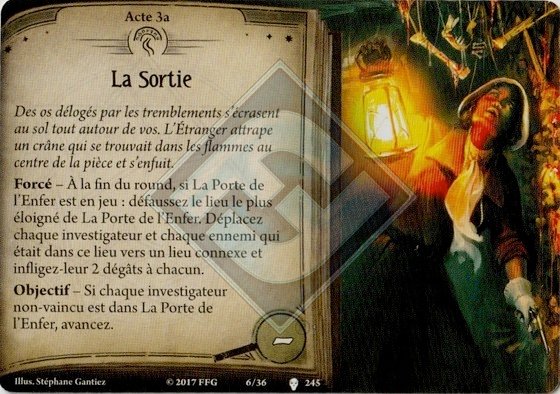 Acte 3a
La Sortie
Des os délogés par les tremblements s'écrasent
au sol tout autour de vos. L'Étranger attrape
un crâne qui se trouvait dans les flammes au
centre de la pièce et s'enfuit.
Forcé – À la fin du round, si La Porte de
l'Enfer est en jeu : défaussez le lieu le plus
éloigné de La Porte de l'Enfer. Déplacez
chaque investigateur et chaque ennemi qui
était dans ce lieu vers un lieu connexe et
infligez-leur 2 dégâts à chacun.
Objectif – Si chaque investigateur
non-vaincu est dans La Porte de
l'Enfer, avancez.
–
Illus. Stéphane Gantiez © 2017 FFG 6/36 245